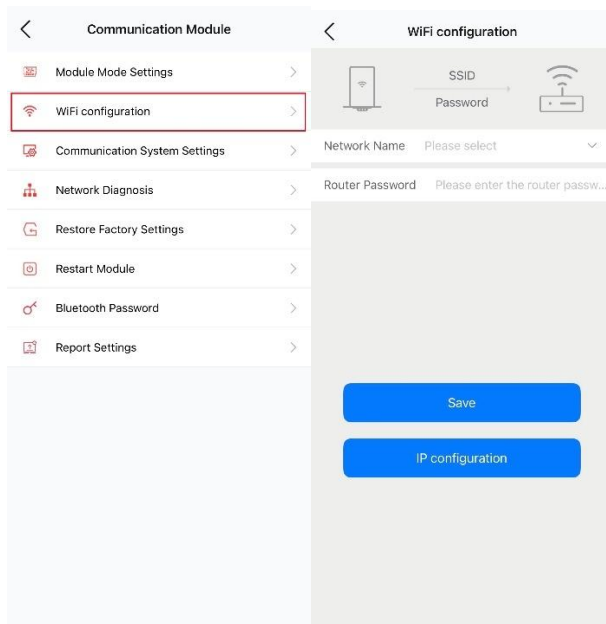 Communication Module
Module Mode Settings
WiFi configuration
Communication System Settings
Network Diagnosis
Restore Factory Settings
Restart Module
Bluetooth Password
Report Settings
WiFi configuration
SSID
Password
Network Name Please select
Router Password Please enter the router passw...
Save
IP configuration